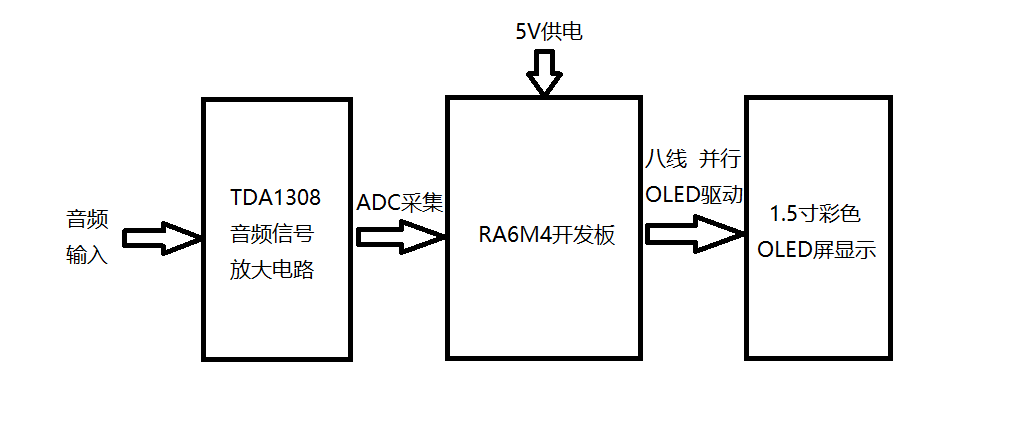 5V供电
音频
输入
TDA1308
音频信号
放大电路
ADC采集
RA6M4开发板
八线 并行
OLED驱动
1.5寸彩色
OLED屏显示